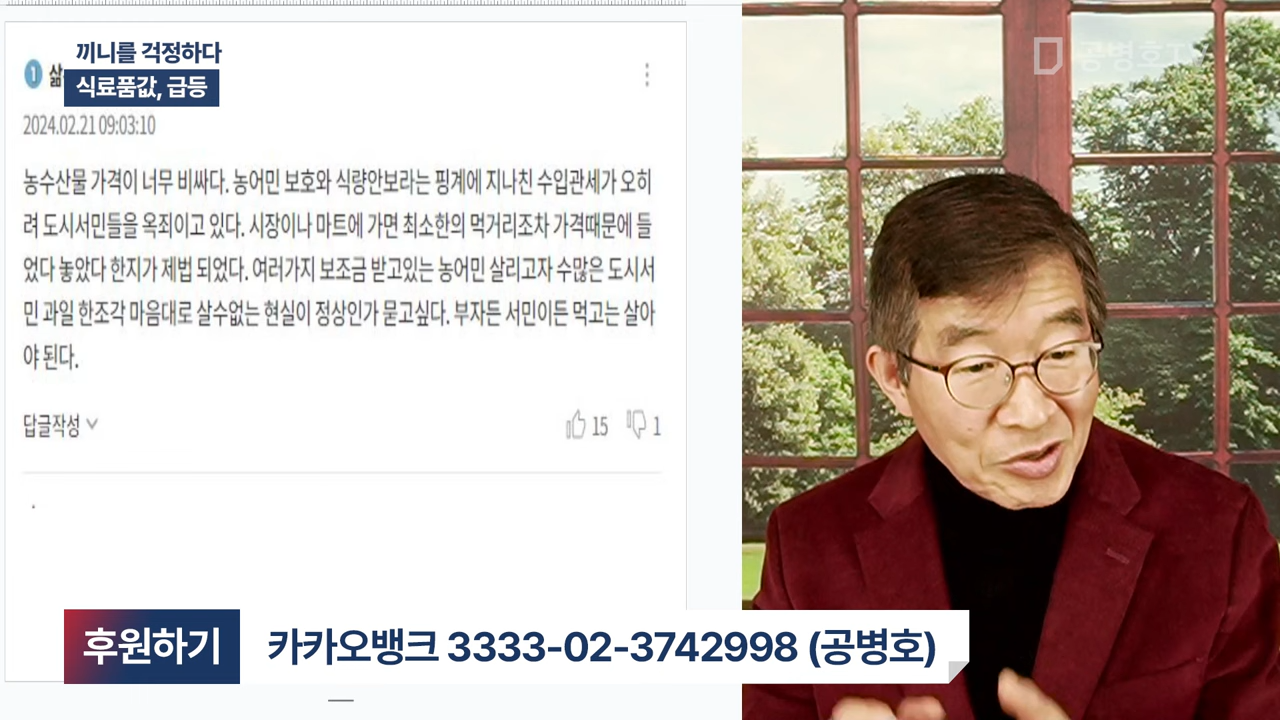 끼니를 걱정하다
식료품값, 급등
1 삶
2024.02.21 09:03:10
농수산물 가격이 너무 비싸다. 농어민 보호와 식량안보라는 핑계에 지나친 수입관세가 오히
려 도시서민들을 옥죄이고 있다. 시장이나 마트에 가면 최소한의 먹거리조차 가격때문에 들
었다 놓았다 한지가 제법 되었다. 여러가지 보조금 받고있는 농어민 살리고자 수많은 도시서
민 과일 한조각 마음대로 살수없는 현실이 정상인가 묻고싶다. 부자든 서민이든 먹고는 살아
야 된다.
답글작성
15 1
후원하기
카카오뱅크 3333-02-3742998 (공병호)
공병호TV